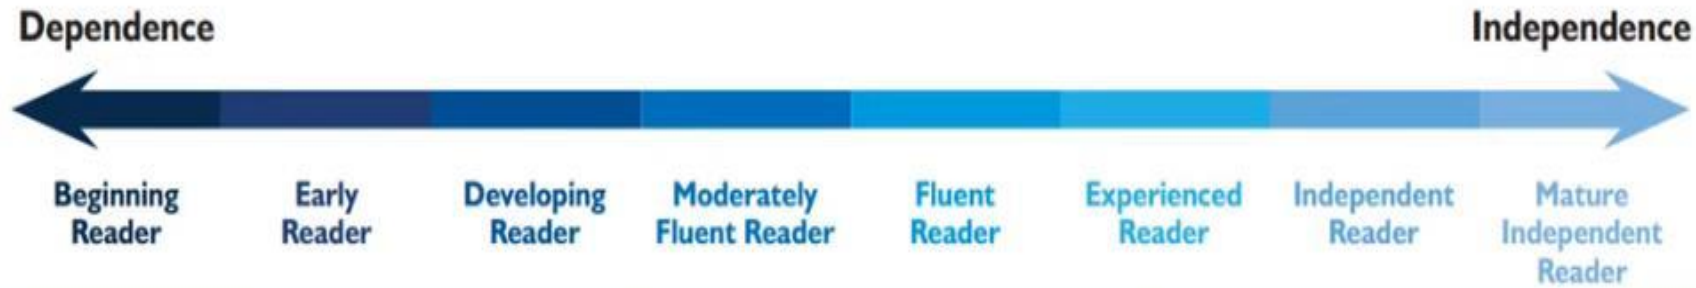 Dependence
Independence
Beginning
Reader
Early
Reader
Developing
Reader
Moderately
Fluent Reader
Fluent
Reader
Experienced
Reader
Independent
Reader
Mature
Independent
Reader